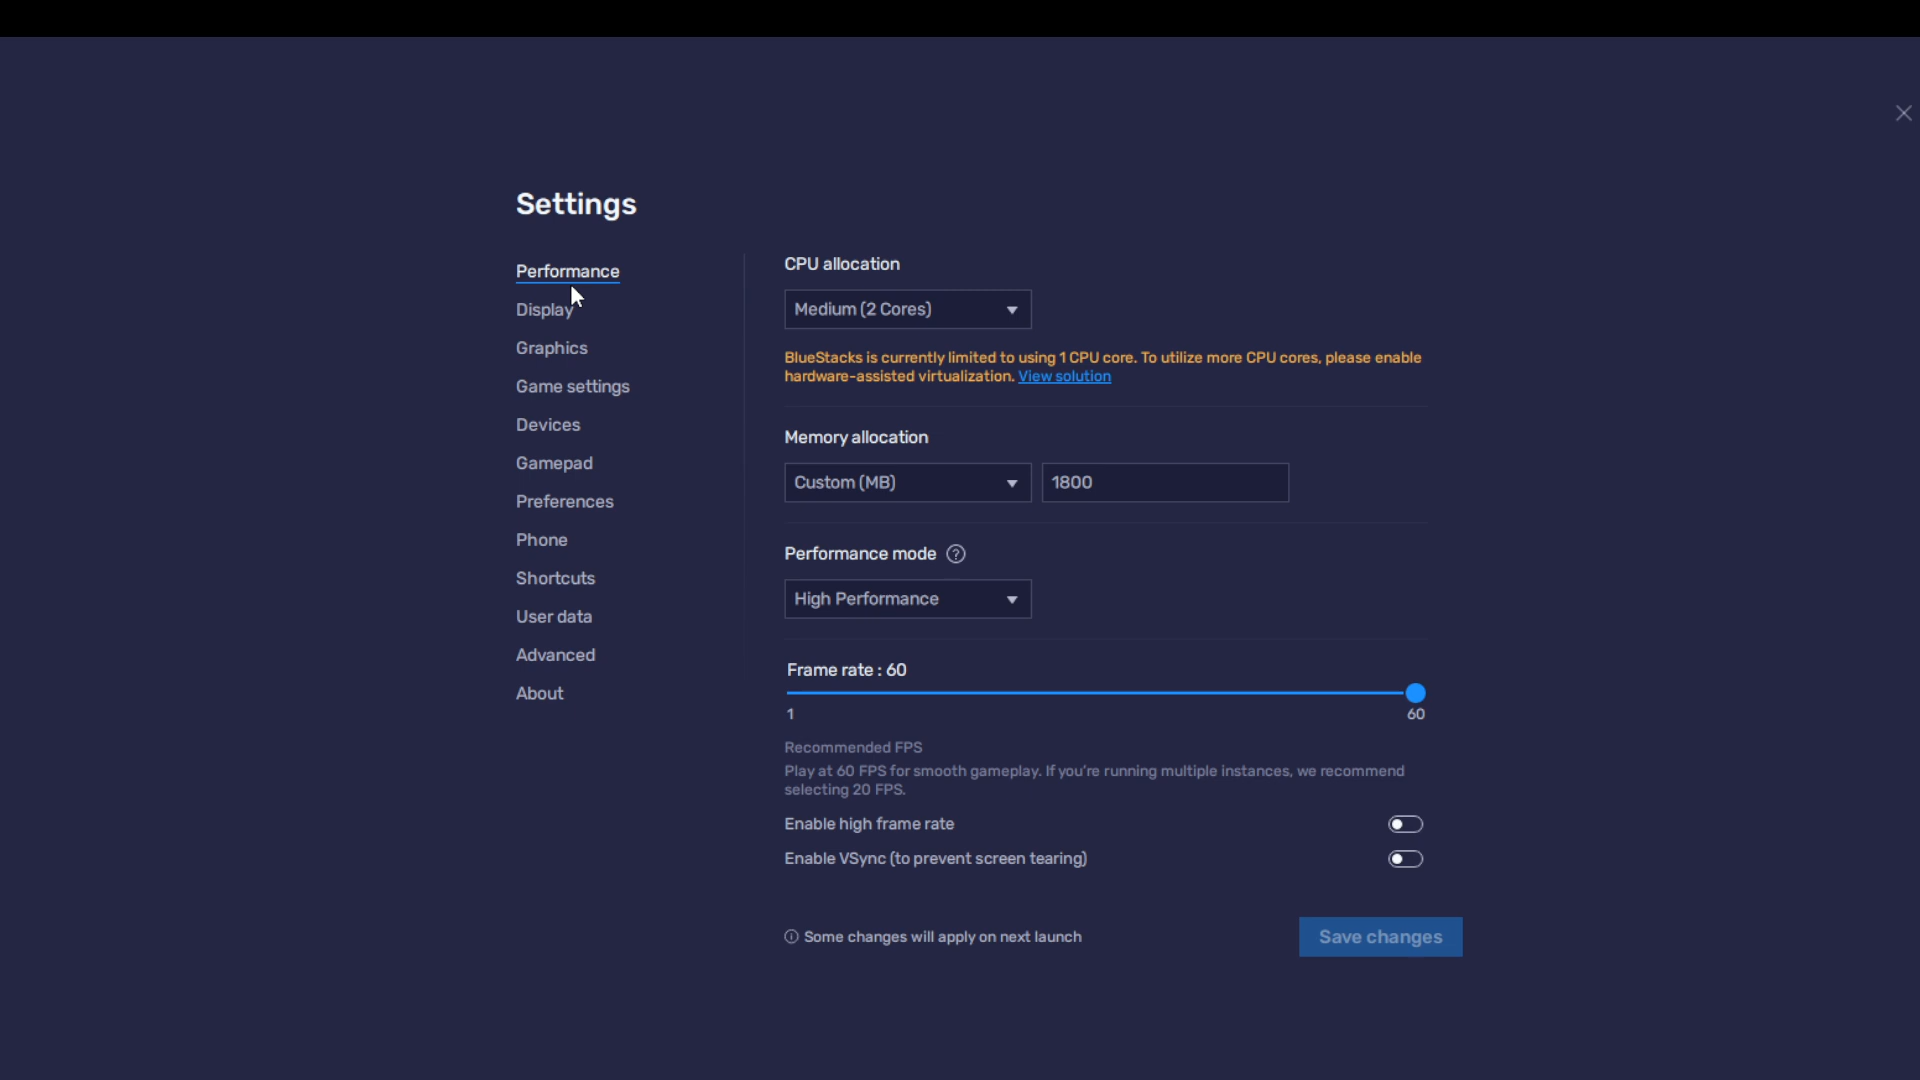 Settings
Performance
Display
Graphics
Game settings
Devices
Gamepad
Preferences
Phone
Shortcuts
User data
Advanced
About
CPU allocation
Medium (2 Cores)
BlueStacks is currently limited to using 1 CPU core. To utilize more CPU cores, please enable
hardware-assisted virtualization. View solution
Memory allocation
Custom (MB)
1800
Performance mode ?
High Performance
Frame rate : 60
1
60
Recommended FPS
Play at 60 FPS for smooth gameplay. If you're running multiple instances, we recommend
selecting 20 FPS.
Enable high frame rate
Enable VSync (to prevent screen tearing)
Some changes will apply on next launch
Save changes